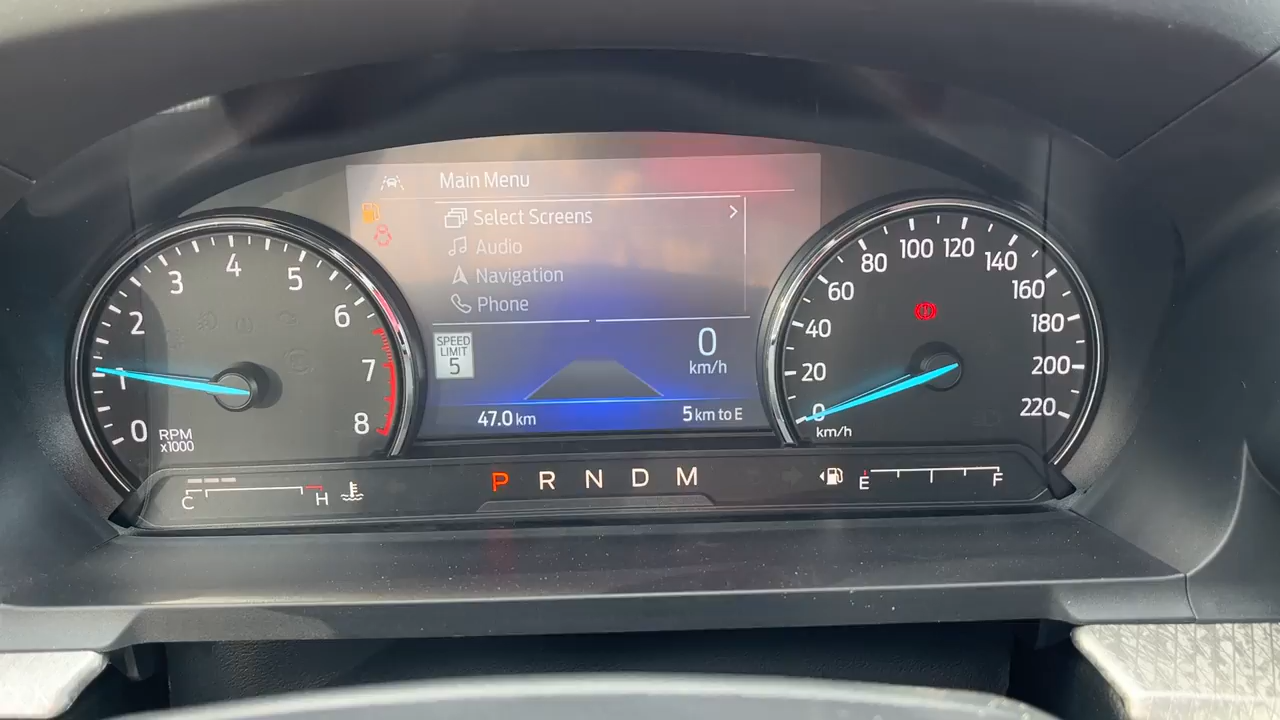 Main Menu
Select Screens
Audio
Navigation
Phone
SPEED
LIMIT
5
0
km/h
47.0 km
5 km to E
0
1
2
3
4
5
6
7
8
RPM
x1000
0
20
40
60
80
100
120
140
160
180
200
220
km/h
C
H
P R N D M
E
F